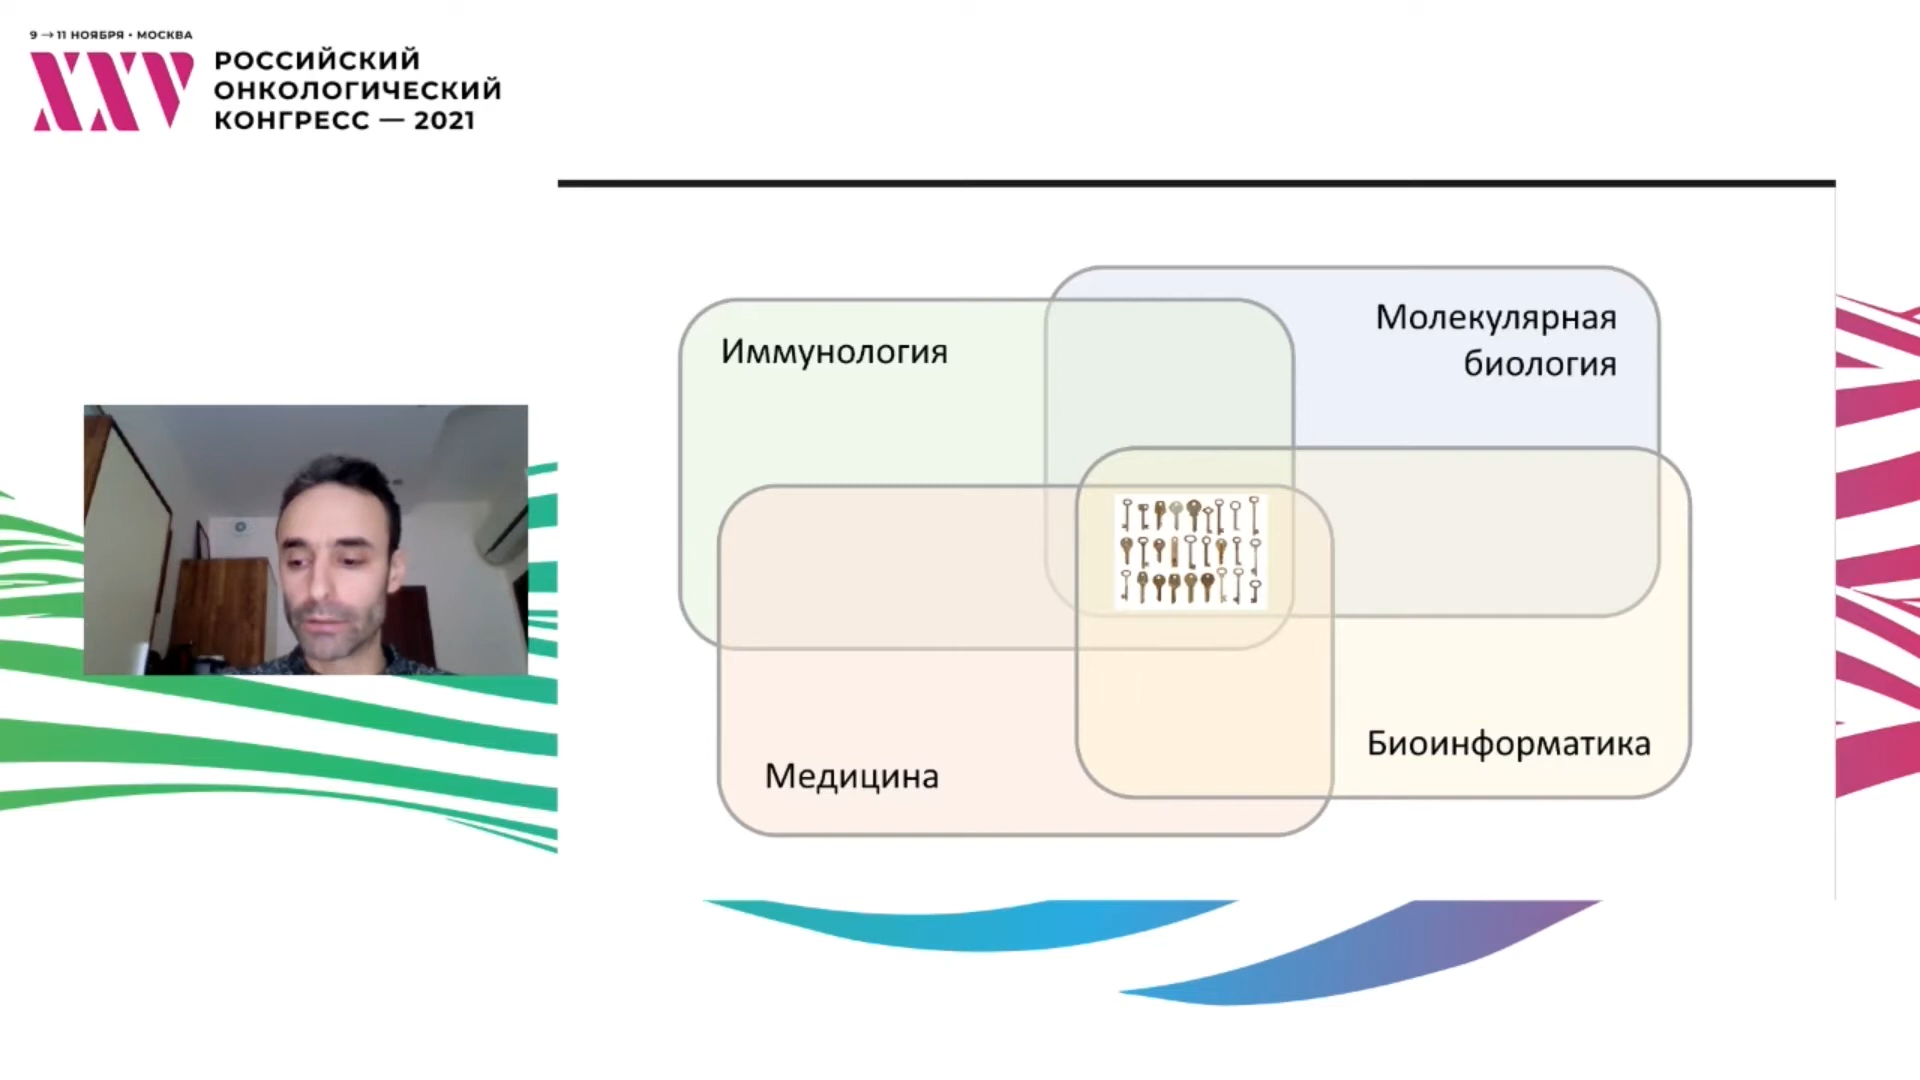 9 → 11 НОЯБРЯ • МОСКВА
XXV
РОССИЙСКИЙ
ОНКОЛОГИЧЕСКИЙ
КОНГРЕСС — 2021
Молекулярная
биология
Иммунология
Биоинформатика
Медицина